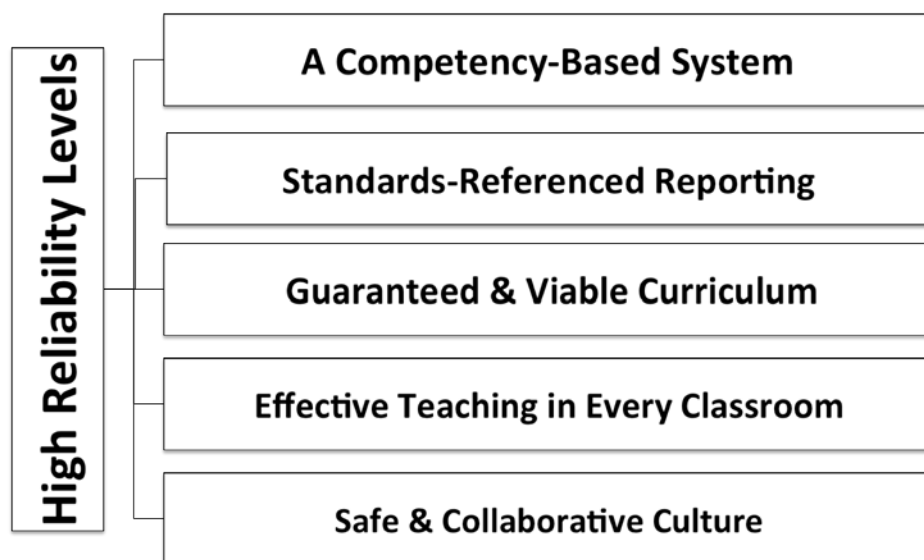 High Reliability Levels
A Competency-Based System
Standards-Referenced Reporting
Guaranteed & Viable Curriculum
Effective Teaching in Every Classroom
Safe & Collaborative Culture